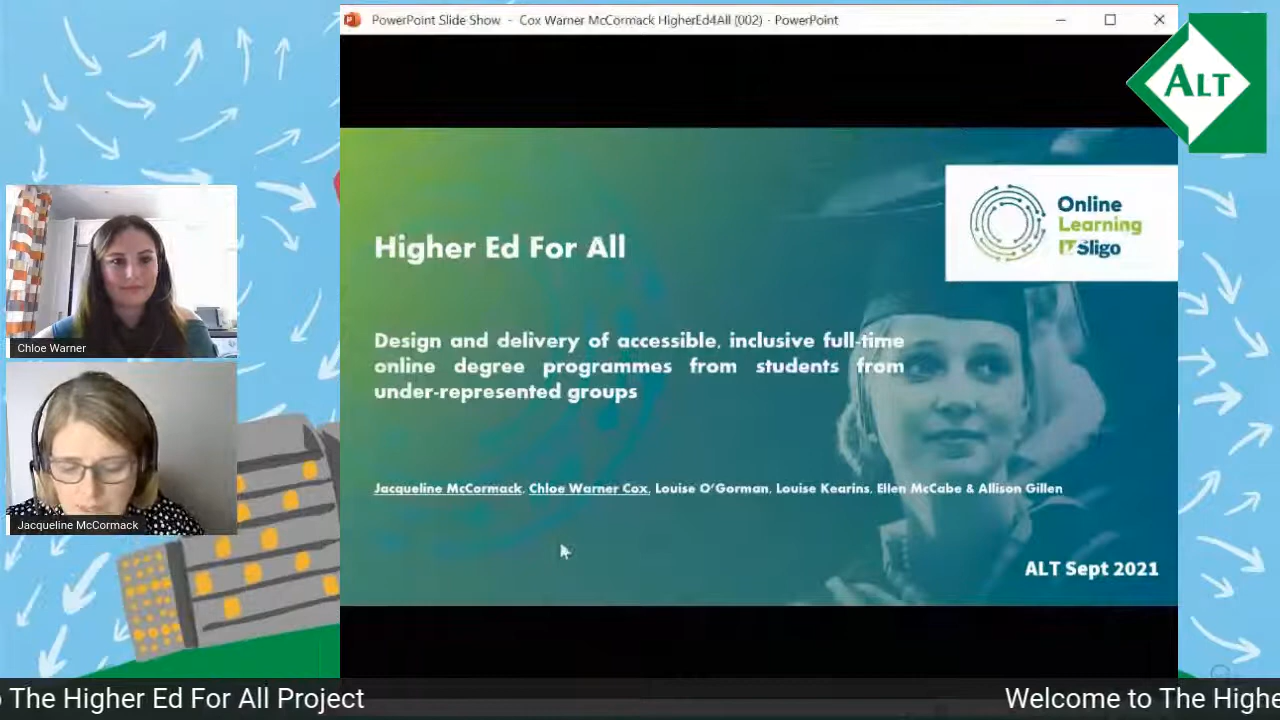 PowerPoint Slide Show - Cox Warner McCormack HigherEd4All (002) - PowerPoint
ALT
Online
Learning
IT Sligo
Higher Ed For All
Design and delivery of accessible, inclusive full-time
online degree programmes from students from
under-represented groups
Chloe Warner
Jacqueline McCormack, Chloe Warner Cox, Louise O'Gorman, Louise Kearins, Ellen McCabe & Allison Gillen
Jacqueline McCormack
ALT Sept 2021
The Higher Ed For All Project
Welcome to The Highe